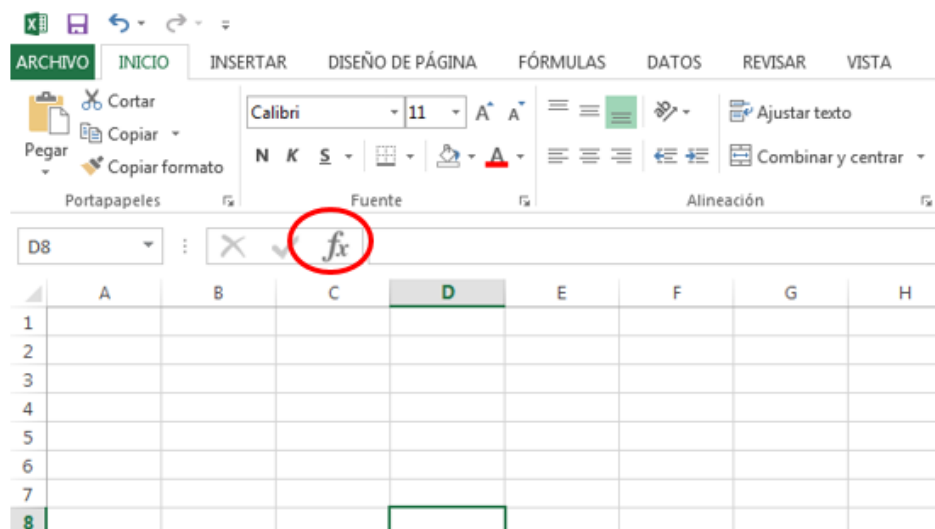 ARCHIVO INICIO INSERTAR DISEÑO DE PÁGINA FÓRMULAS DATOS REVISAR VISTA
Cortar
Calibri 11 A A Ajustar texto
Copiar
Pegar
N K S A Combinar y centrar
Copiar formato
Portapapeles Fuente Alineación
D8 fx
A B C D E F G H
1
2
3
4
5
6
7
8